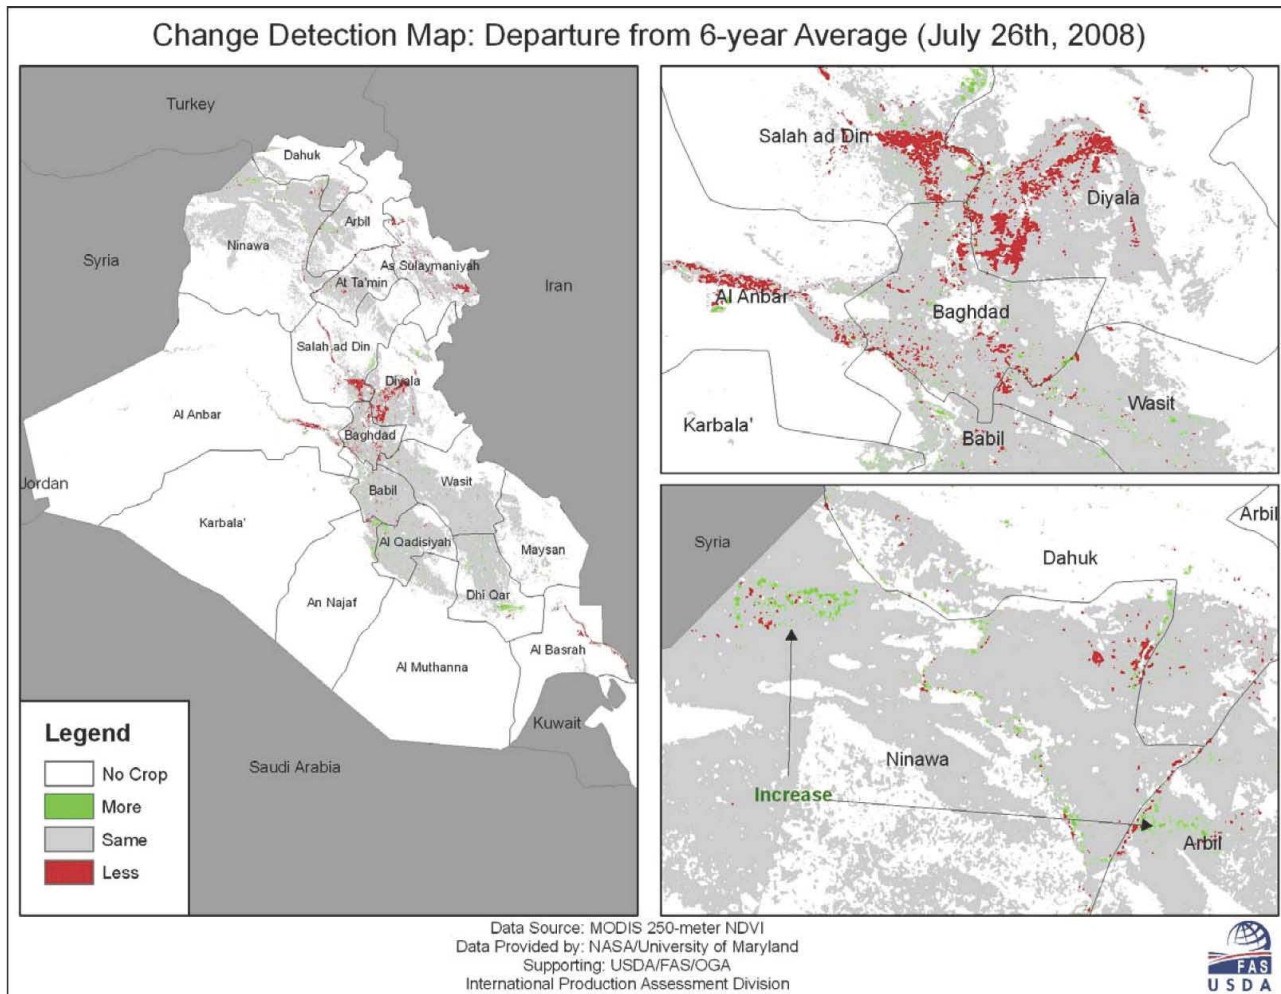 Change Detection Map: Departure from 6-year Average (July 26th, 2008)
Turkey
Dahuk
Arbil
Ninawa
Syria
As Sulaymaniyah
At Ta'min
Iran
Salah ad Din
Diyala
Al Anbar
Baghdad
Jordan
Babil
Wasit
Karbala'
Al Qadisiyah
Maysan
An Najaf
Dhi Qar
Al Basrah
Al Muthanna
Kuwait
Saudi Arabia
Legend
No Crop
More
Same
Less
Salah ad Din
Diyala
Al Anbar
Baghdad
Karbala'
Wasit
Babil
Syria
Arbil
Dahuk
Ninawa
Increase
Arbil
Data Source: MODIS 250-meter NDVI
Data Provided by: NASA/University of Maryland
Supporting: USDA/FAS/OGA
International Production Assessment Division
FAS
USDA